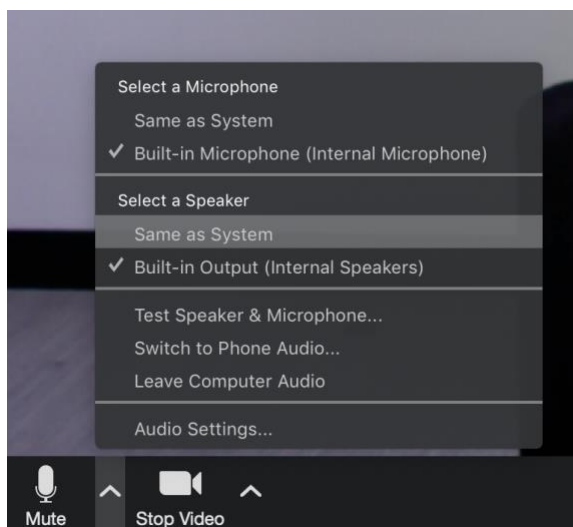 Select a Microphone
Same as System
✓ Built-in Microphone (Internal Microphone)
Select a Speaker
Same as System
✓ Built-in Output (Internal Speakers)
Test Speaker & Microphone...
Switch to Phone Audio...
Leave Computer Audio
Audio Settings...
Mute
Stop Video